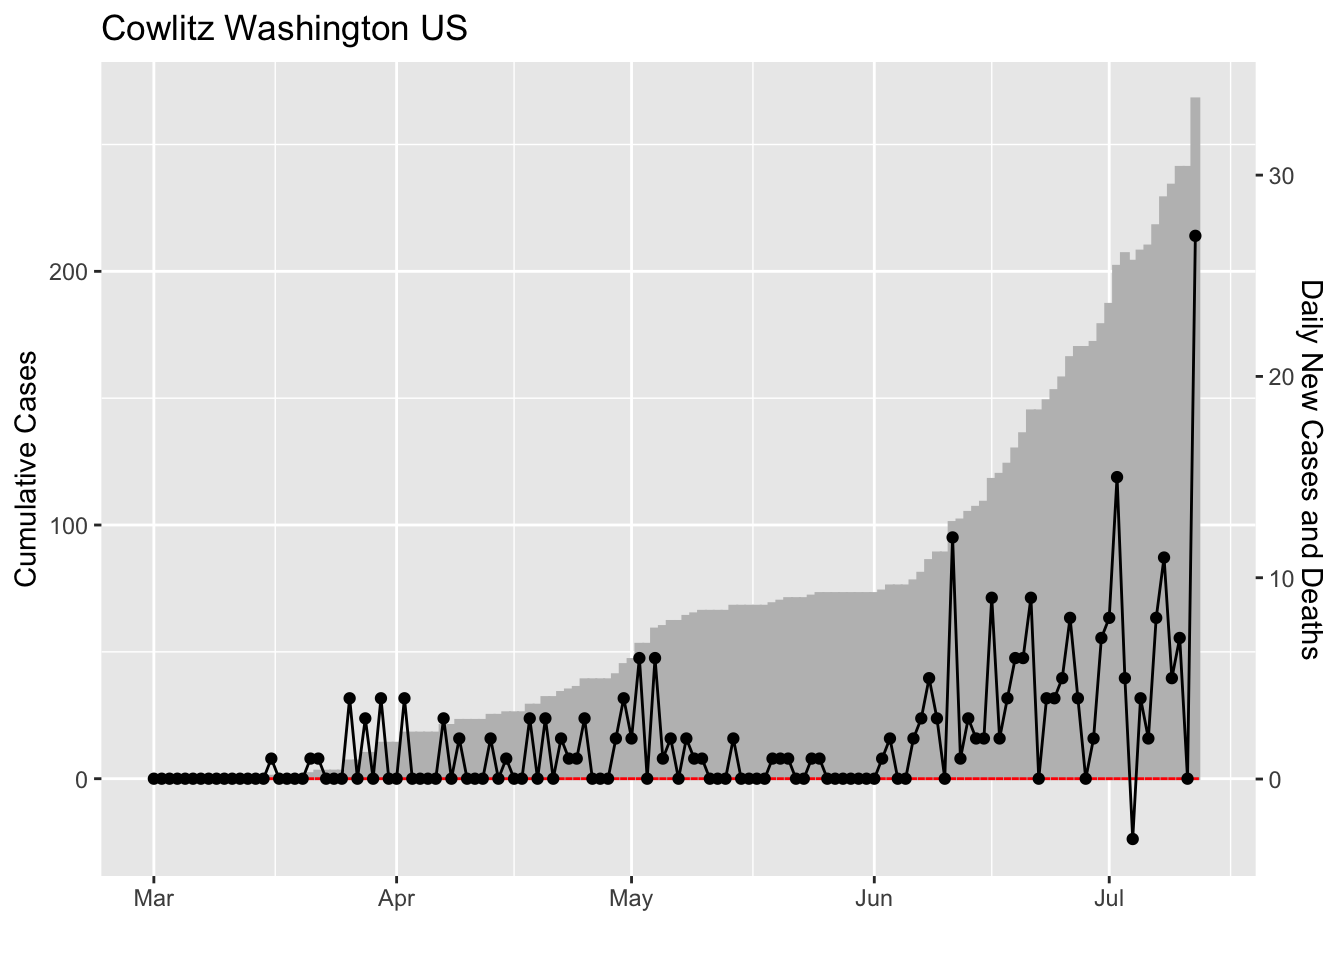 Cowlitz Washington US
Cumulative Cases
200
100
0
30
20
10
0
Daily New Cases and Deaths
Mar
Apr
May
Jun
Jul